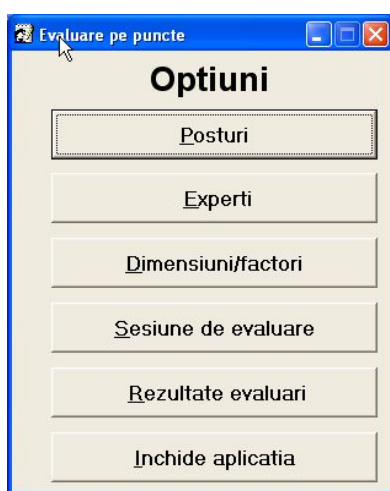 Evaluare pe puncte
Optiuni
Posturi
Experti
Dimensiuni/factori
Sesiune de evaluare
Rezultate evaluari
Inchide aplicatia